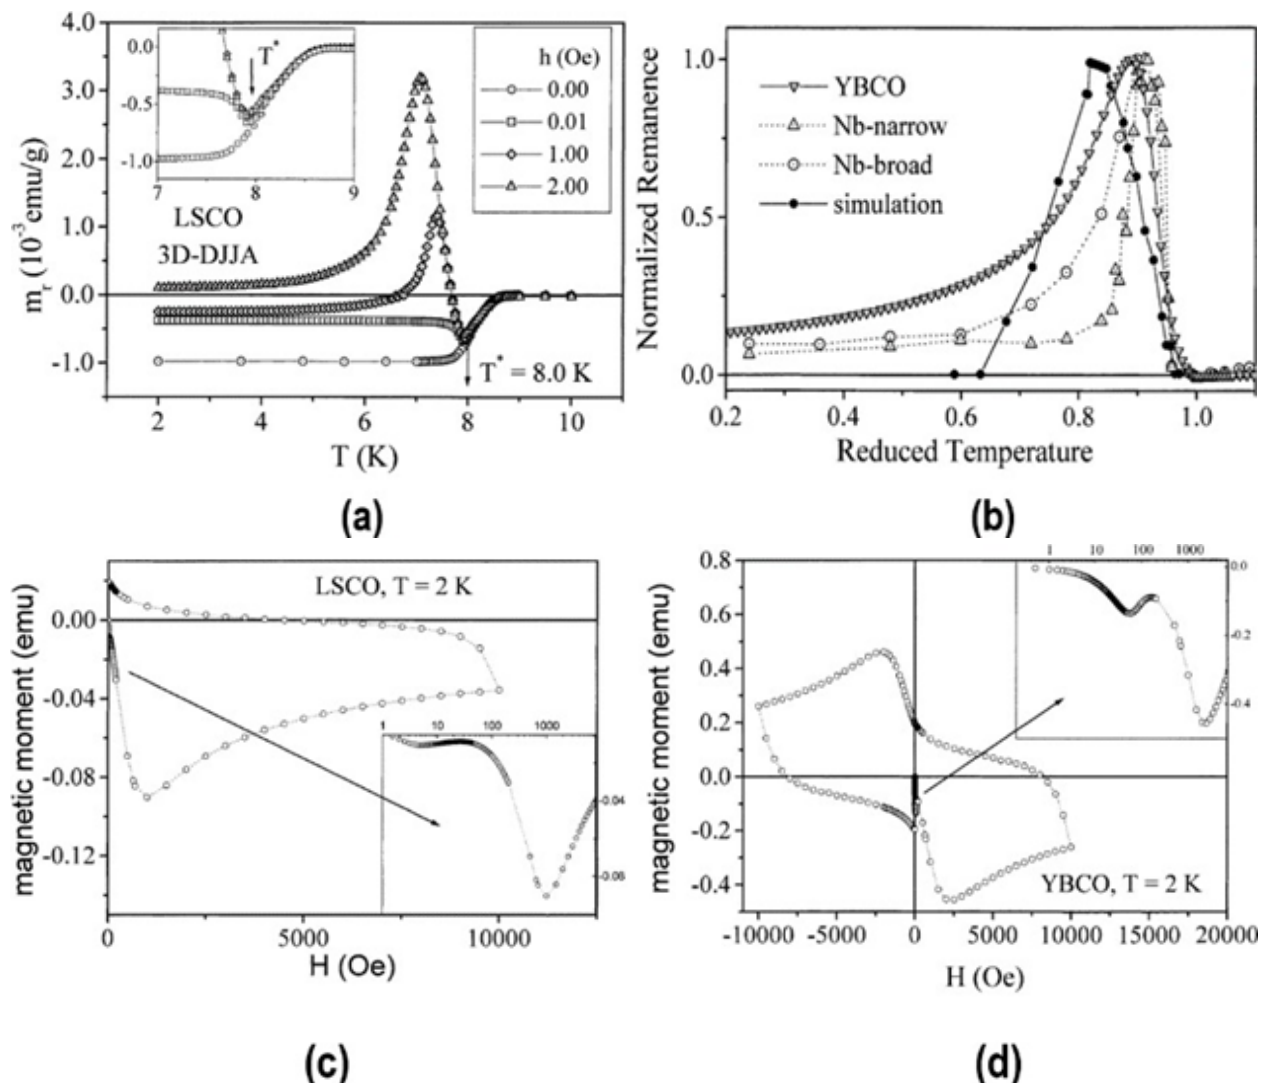 4.0
3.0
2.0
1.0
0.0
-1.0
m_r (10^-3 emu/g)
0.0
-0.5
-1.0
7
8
9
T*
LSCO
3D-DJJA
h (Oe)
0.00
0.01
1.00
2.00
T* = 8.0 K
2
4
6
8
10
T (K)
(a)
1.0
0.5
0.0
Normalized Remanence
YBCO
Nb-narrow
Nb-broad
simulation
0.2
0.4
0.6
0.8
1.0
Reduced Temperature
(b)
0.00
-0.04
-0.08
-0.12
magnetic moment (emu)
LSCO, T = 2 K
1
10
100
1000
-0.04
-0.06
0
5000
10000
H (Oe)
(c)
0.8
0.6
0.4
0.2
0.0
-0.2
-0.4
magnetic moment (emu)
1
10
100
1000
0.0
-0.2
-0.4
YBCO, T = 2 K
-10000
-5000
0
5000
10000
15000
20000
H (Oe)
(d)